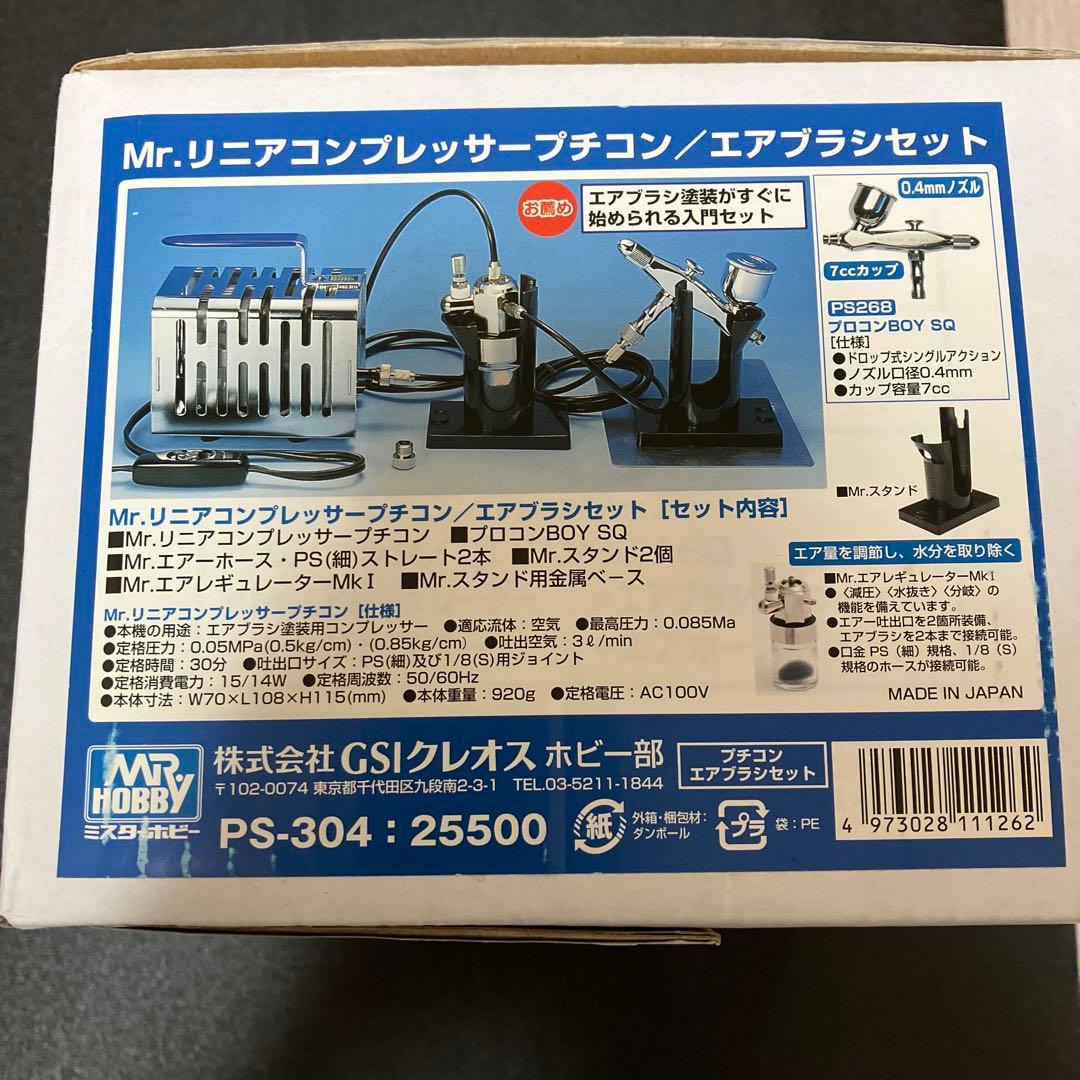 Mr.リニアコンプレッサープチコン／エアブラシセット
お薦め
エアブラシ塗装がすぐに
始められる入門セット
0.4mmノズル
7ccカップ
PS268
プロコンBOY SQ
[仕様]
●ドロップ式シングルアクション
●ノズル口径0.4mm
●カップ容量7cc
■Mr.スタンド
Mr.リニアコンプレッサープチコン／エアブラシセット［セット内容］
■Mr.リニアコンプレッサープチコン ■プロコンBOY SQ
■Mr.エアーホース・PS(細)ストレート2本 ■Mr.スタンド2個
■Mr.エアレギュレーターMkⅠ ■Mr.スタンド用金属ベース
Mr.リニアコンプレッサープチコン［仕様］
●本機の用途：エアブラシ塗装用コンプレッサー ●適応流体：空気 ●最高圧力：0.085Ma
●定格圧力：0.05MPa(0.5kg/cm)・(0.85kg/cm) ●吐出空気：3ℓ/min
●定格時間：30分 ●吐出口サイズ：PS(細)及び1/8(S)用ジョイント
●定格消費電力：15/14W ●定格周波数：50/60Hz
●本体寸法：W70×L108×H115(mm) ●本体重量：920g ●定格電圧：AC100V
エア量を調節し、水分を取り除く
■Mr.エアレギュレーターMkⅠ
●〈減圧〉〈水抜き〉〈分岐〉の
機能を備えています。
●エアー吐出口を2箇所装備、
エアブラシを2本まで接続可能。
●口金 PS（細）規格、1/8（S）
規格のホースが接続可能。
MADE IN JAPAN
MR HOBBY
ミスターホビー
株式会社 GSIクレオス ホビー部
〒102-0074 東京都千代田区九段南2-3-1 TEL.03-5211-1844
PS-304：25500
プチコン
エアブラシセット
紙
外箱・梱包材：
ダンボール
プラ
袋：PE
4 973028 111262